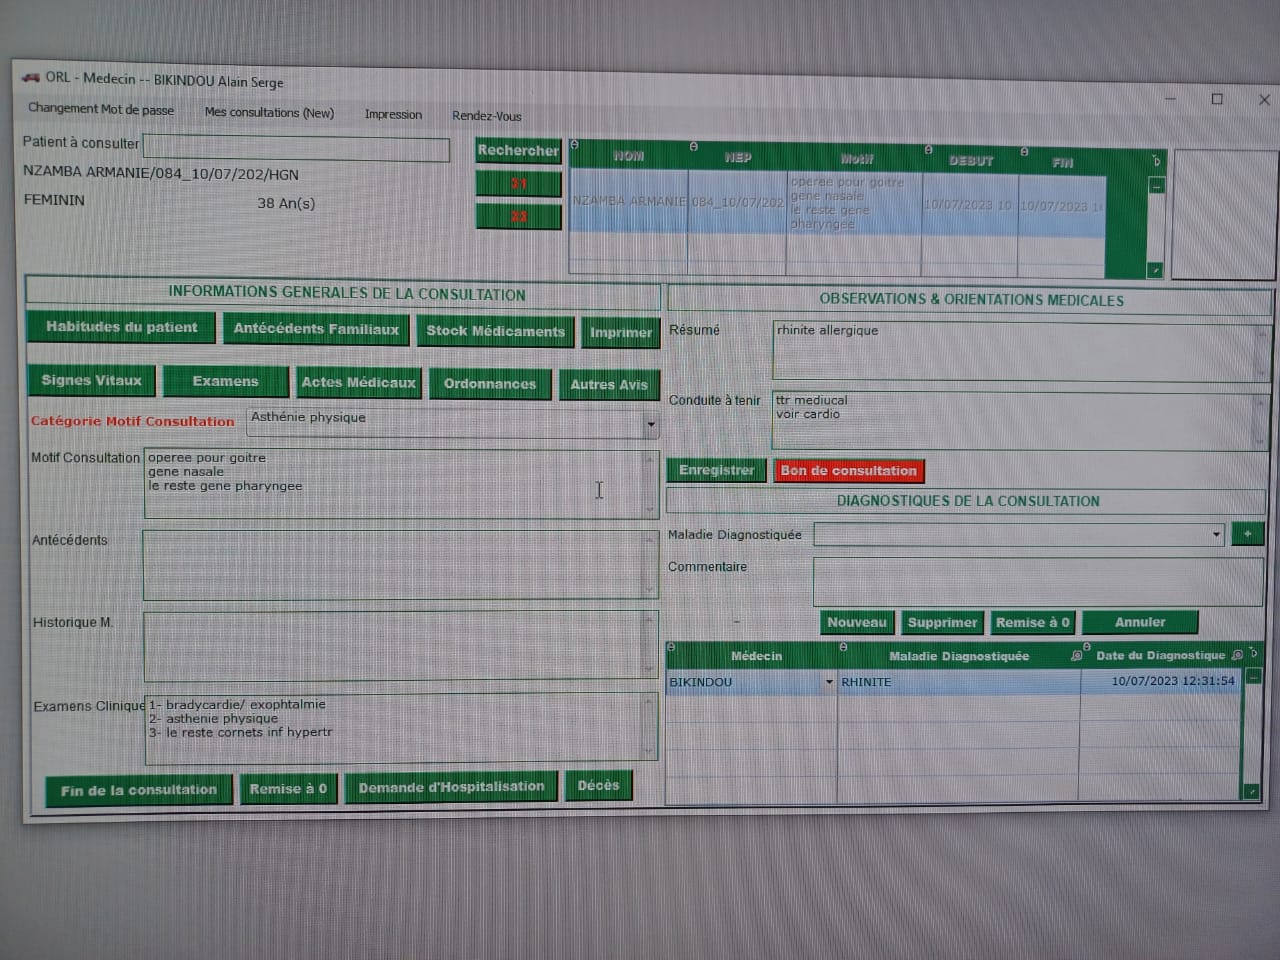 ORL - Medecin -- BIKINDOU Alain Serge
Changement Mot de passe Mes consultations (New) Impression Rendez-Vous
Patient à consulter
Rechercher
NZAMBA ARMANIE/084_10/07/202/HGN
FEMININ 38 An(s)
NOM NEP Motif DEBUT FIN
NZAMBA ARMANIE 084_10/07/202
operee pour goitre
gene nasale
le reste gene
pharyngee
10/07/2023 10 10/07/2023 1
INFORMATIONS GENERALES DE LA CONSULTATION
Habitudes du patient Antécédents Familiaux Stock Médicaments Imprimer
Signes Vitaux Examens Actes Médicaux Ordonnances Autres Avis
Catégorie Motif Consultation Asthénie physique
Motif Consultation operee pour goitre
gene nasale
le reste gene pharyngee
Antécédents
Historique M.
Examens Clinique 1- bradycardie/ exophtalmie
2- asthenie physique
3- le reste cornets inf hypertr
Fin de la consultation Remise à 0 Demande d'Hospitalisation Décès
OBSERVATIONS & ORIENTATIONS MEDICALES
Résumé rhinite allergique
Conduite à tenir ttr mediucal
voir cardio
Enregistrer Bon de consultation
DIAGNOSTIQUES DE LA CONSULTATION
Maladie Diagnostiquée +
Commentaire
Nouveau Supprimer Remise à 0 Annuler
Médecin Maladie Diagnostiquée Date du Diagnostique
BIKINDOU RHINITE 10/07/2023 12:31:54